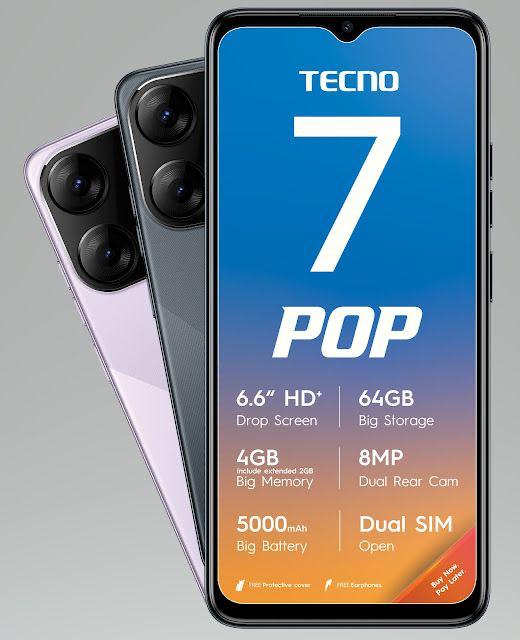 TECNO
7
POP
6.6" HD+
Drop Screen
64GB
Big Storage
4GB
include extended 2GB
Big Memory
8MP
Dual Rear Cam
5000mAh
Big Battery
Dual SIM
Open
FREE Protective cover
FREE Earphones
Buy Now,
Pay Later